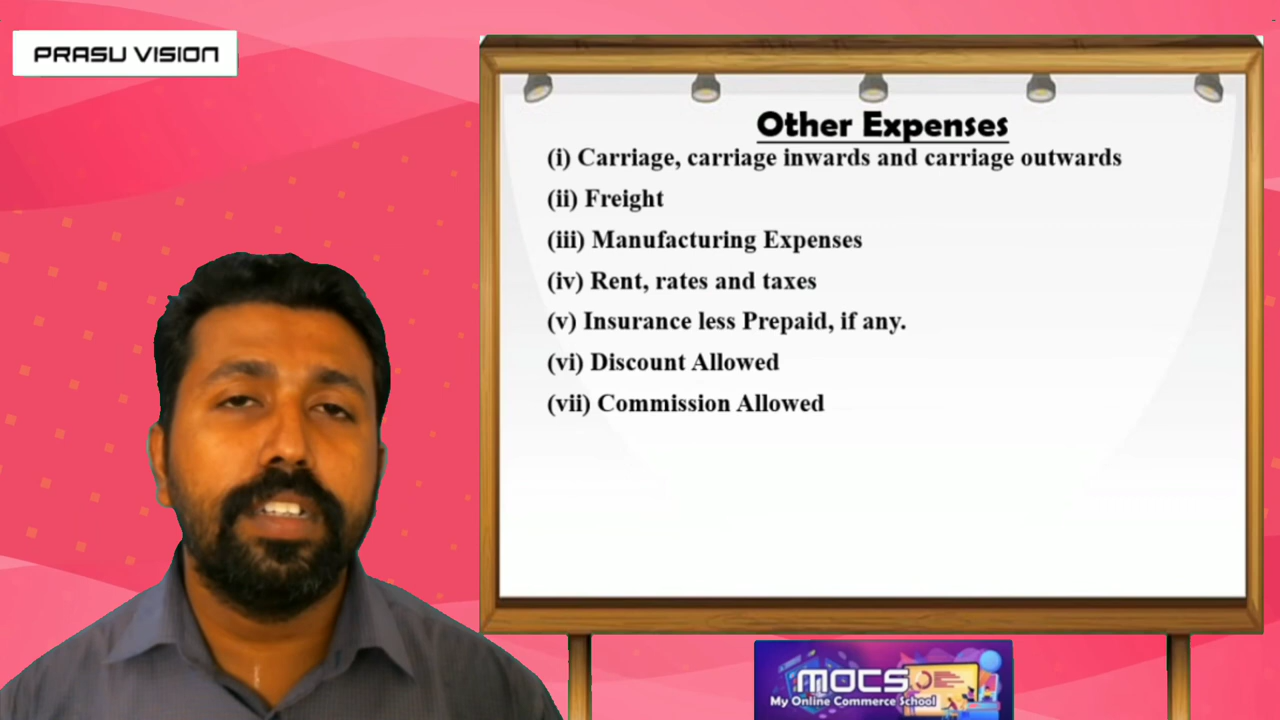 PRASU VISION
Other Expenses
(i) Carriage, carriage inwards and carriage outwards
(ii) Freight
(iii) Manufacturing Expenses
(iv) Rent, rates and taxes
(v) Insurance less Prepaid, if any.
(vi) Discount Allowed
(vii) Commission Allowed
MOCS
My Online Commerce School